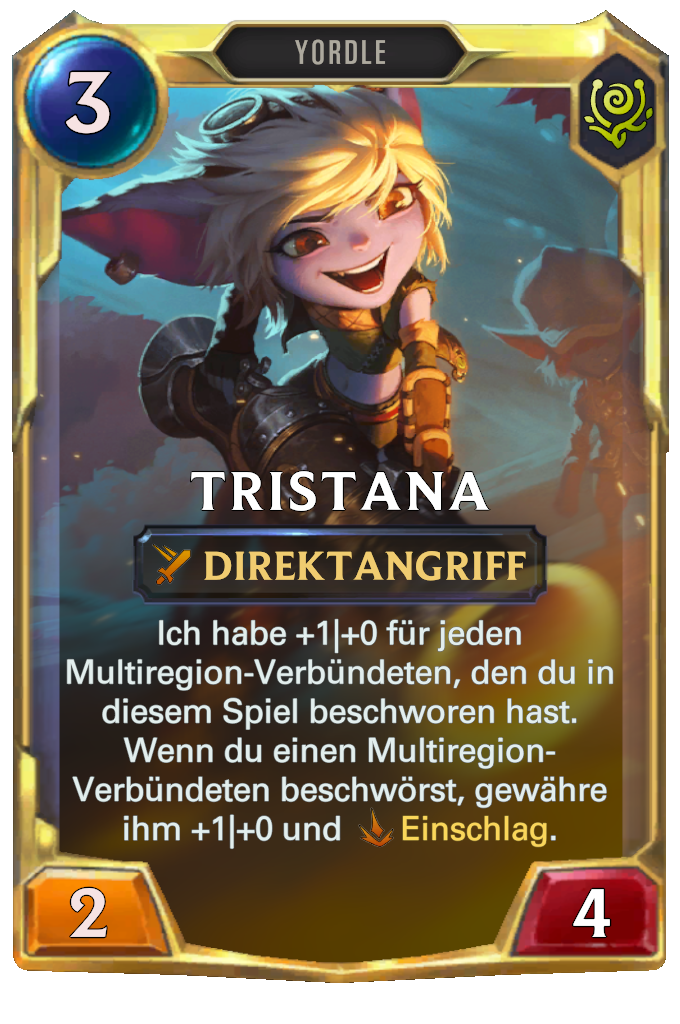 YORDLE
3
TRISTANA
DIREKTANGRIFF
Ich habe +1|+0 für jeden
Multiregion-Verbündeten, den du in
diesem Spiel beschworen hast.
Wenn du einen Multiregion-
Verbündeten beschwörst, gewähre
ihm +1|+0 und Einschlag.
2
4